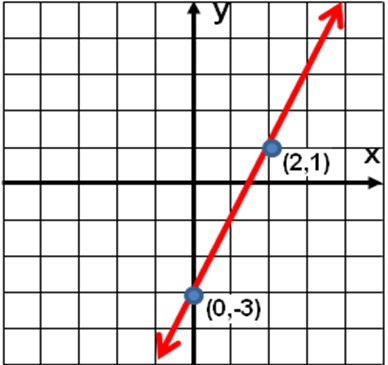 y
x
(2,1)
(0,-3)